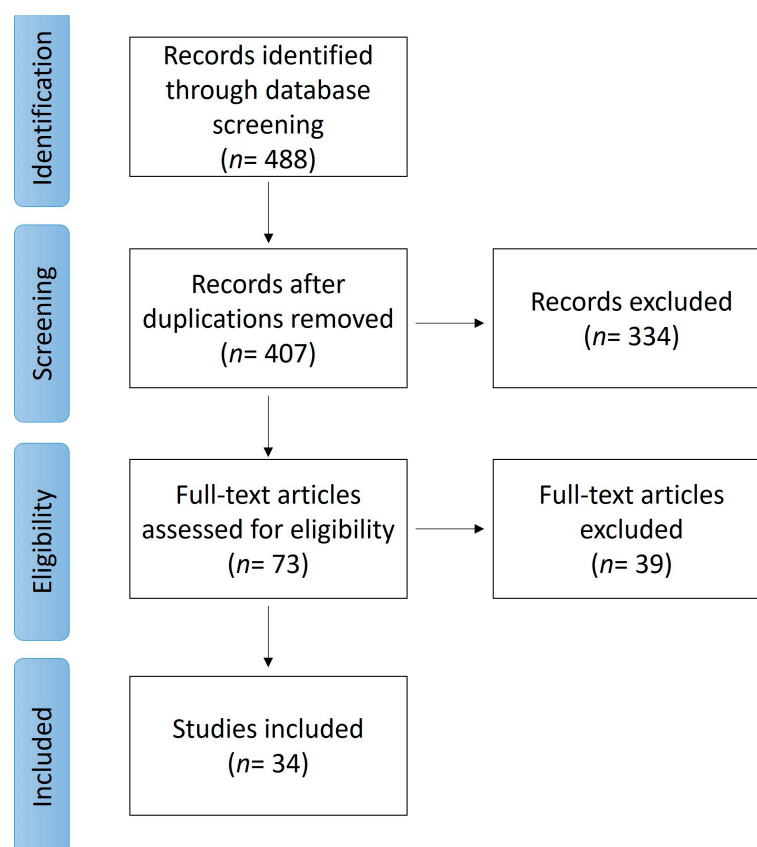 Identification
Records identified
through database
screening
(n= 488)
Screening
Records after
duplications removed
(n= 407)
Records excluded
(n= 334)
Eligibility
Full-text articles
assessed for eligibility
(n= 73)
Full-text articles
excluded
(n= 39)
Included
Studies included
(n= 34)